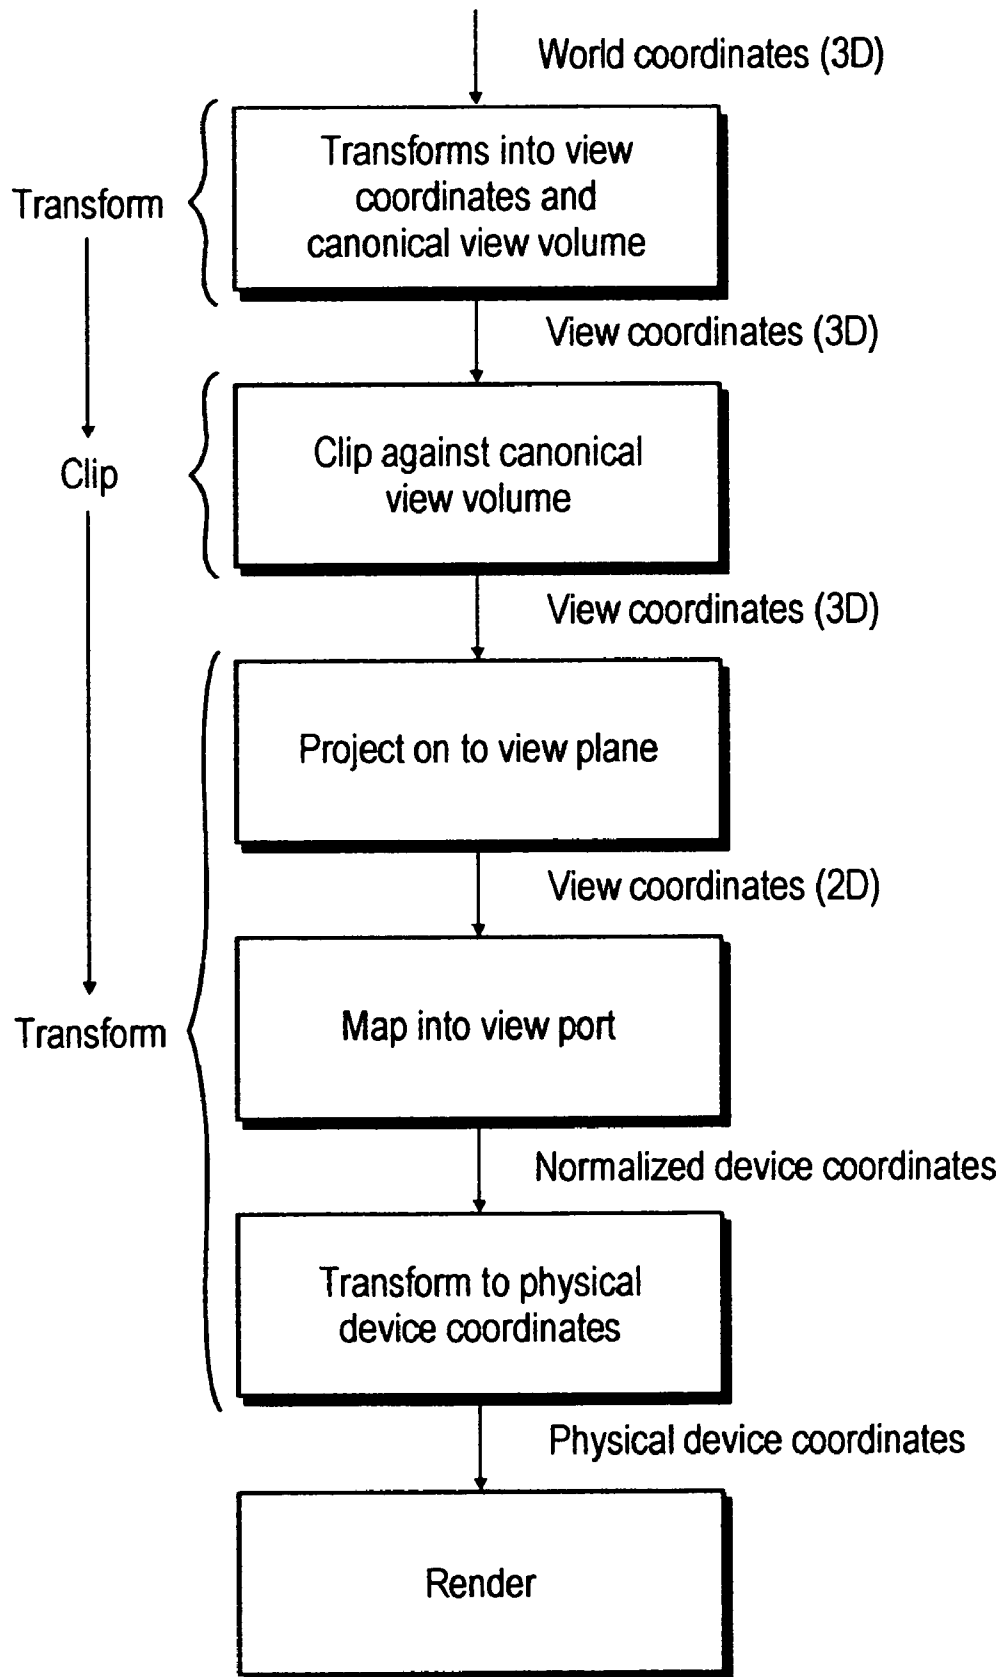 World coordinates (3D)
Transforms into view
coordinates and
canonical view volume
Transform
View coordinates (3D)
Clip against canonical
view volume
Clip
View coordinates (3D)
Project on to view plane
View coordinates (2D)
Map into view port
Transform
Normalized device coordinates
Transform to physical
device coordinates
Physical device coordinates
Render